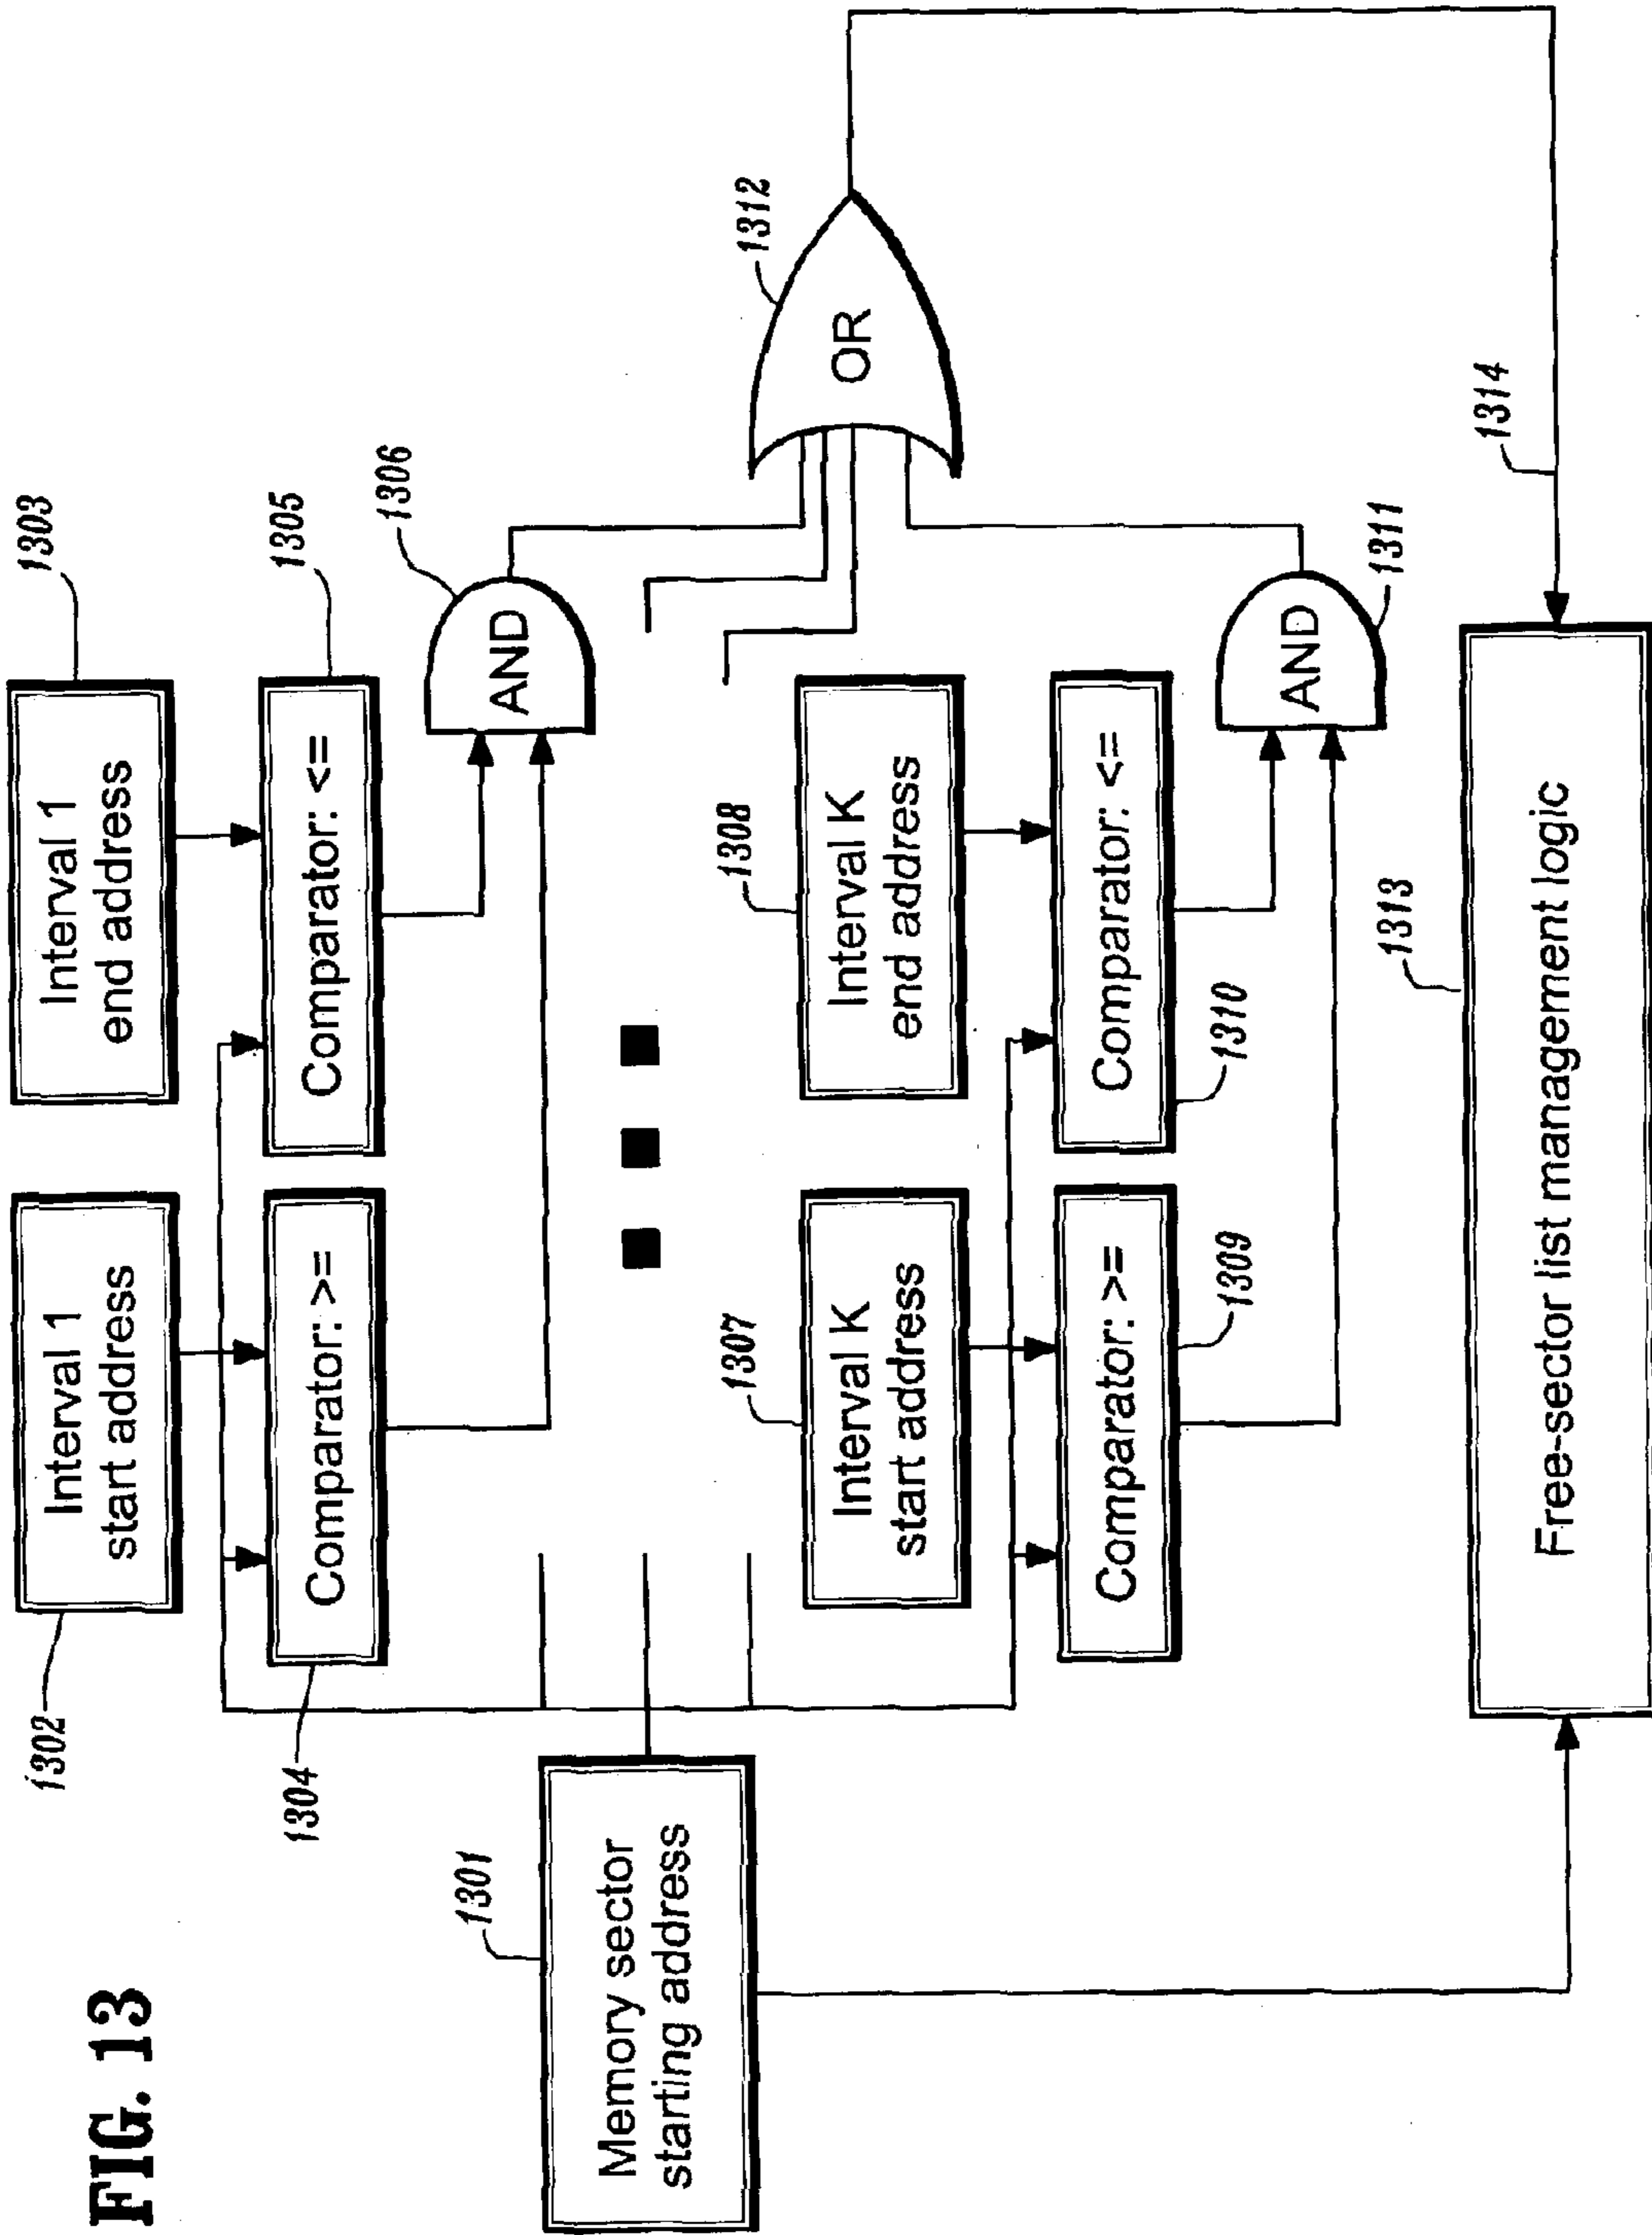 FIG. 13
1301
Memory sector
starting address
1302
Interval 1
start address
1303
Interval 1
end address
1304
Comparator: >=
1305
Comparator: <=
1306
AND
1307
Interval K
start address
1308
Interval K
end address
1309
Comparator: >=
1310
Comparator: <=
1311
AND
1312
OR
1313
Free-sector list management logic
1314